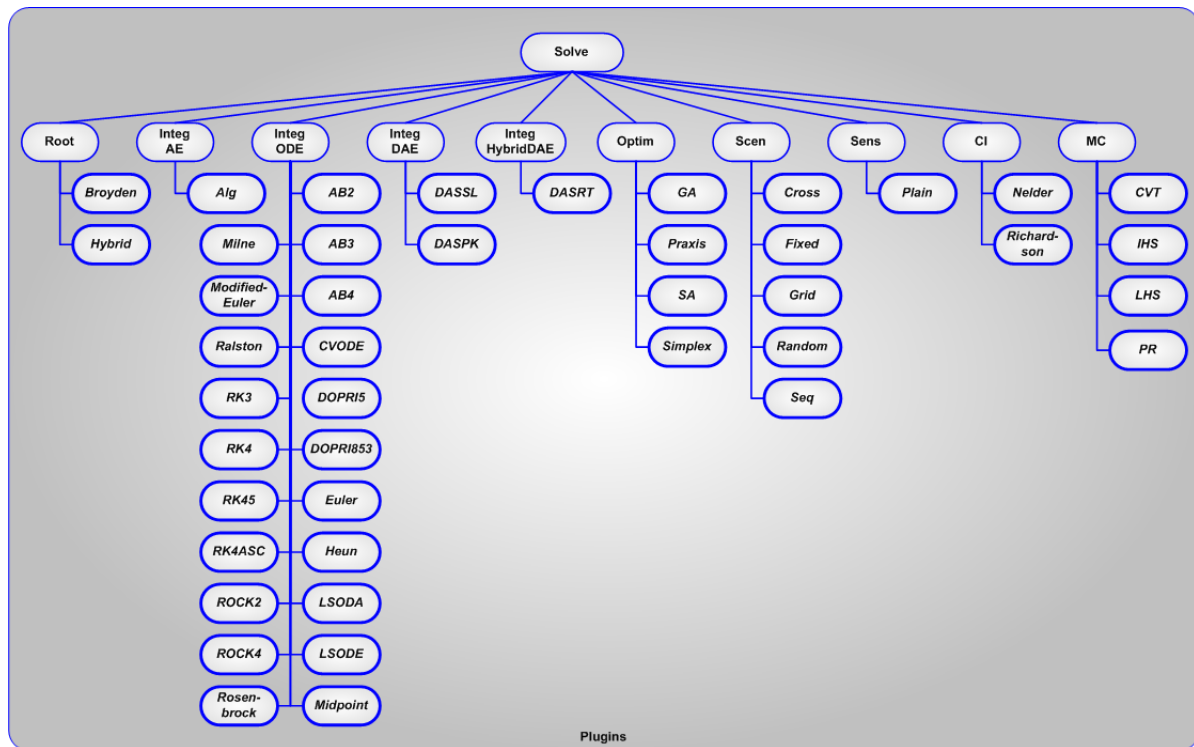 Solve
Root
Integ
AE
Integ
ODE
Integ
DAE
Integ
HybridDAE
Optim
Scen
Sens
CI
MC
Broyden
Hybrid
Alg
AB2
Milne
AB3
Modified-
Euler
AB4
Ralston
CVODE
RK3
DOPRI5
RK4
DOPRI853
RK45
Euler
RK4ASC
Heun
ROCK2
LSODA
ROCK4
LSODE
Rosen-
brock
Midpoint
DASSL
DASPK
DASRT
GA
Praxis
SA
Simplex
Cross
Fixed
Grid
Random
Seq
Plain
Nelder
Richard-
son
CVT
IHS
LHS
PR
Plugins